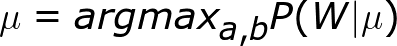 μ = argmax_{a,b}P(W|μ)